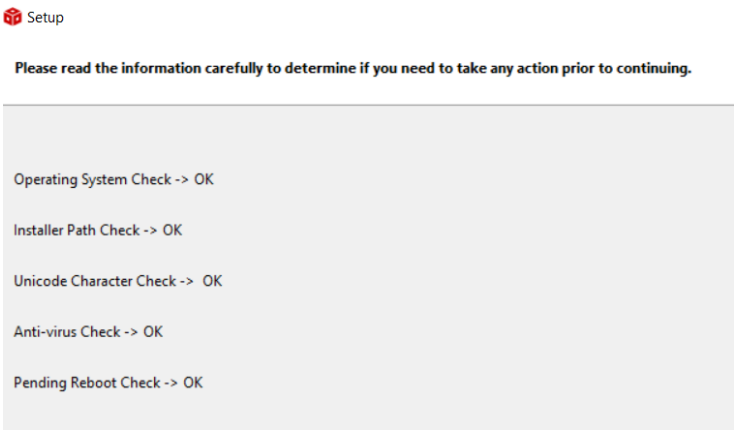 Setup
Please read the information carefully to determine if you need to take any action prior to continuing.
Operating System Check -> OK
Installer Path Check -> OK
Unicode Character Check ->  OK
Anti-virus Check -> OK
Pending Reboot Check -> OK